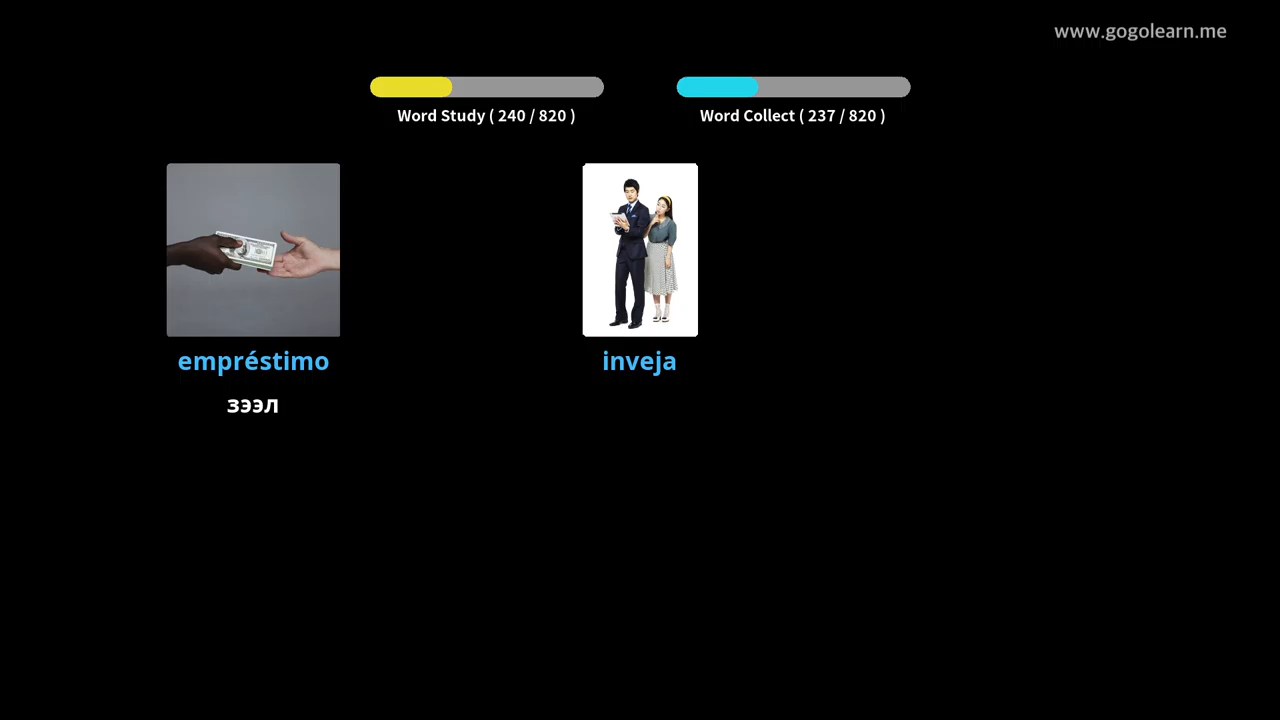 www.gogolearn.me
Word Study ( 240 / 820 )
Word Collect ( 237 / 820 )
empréstimo
зээл
inveja